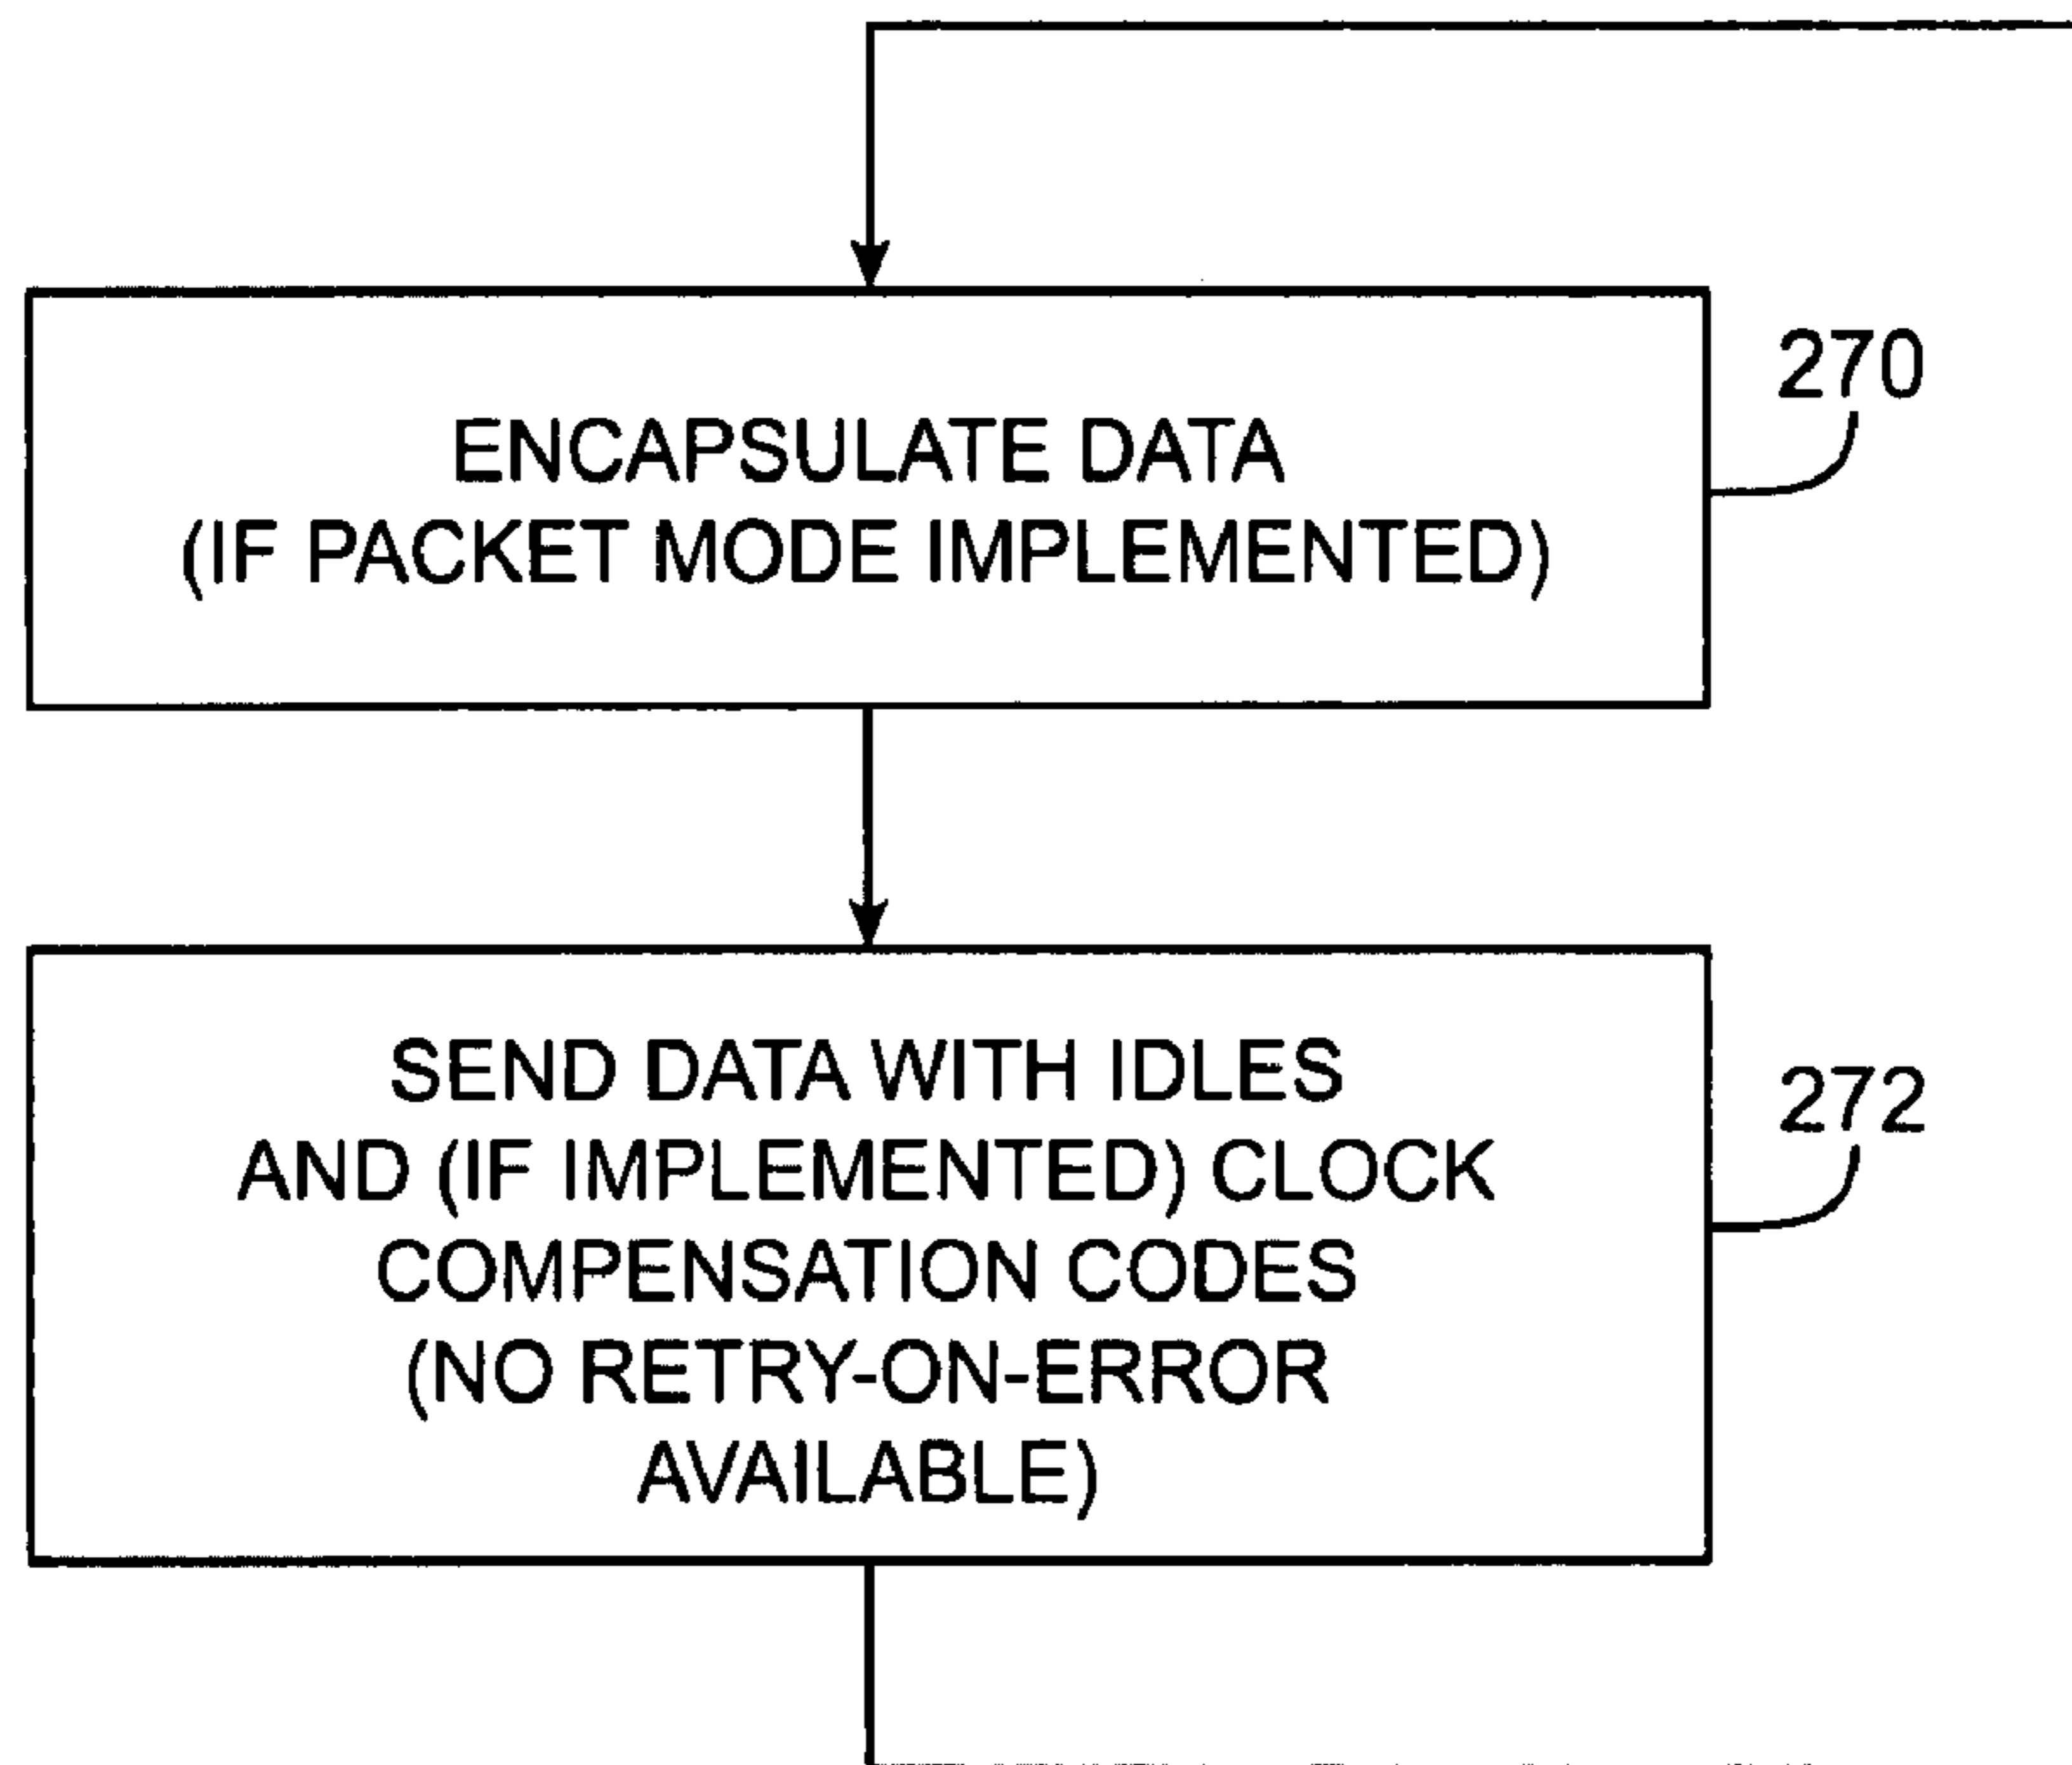 270
ENCAPSULATE DATA
(IF PACKET MODE IMPLEMENTED)
272
SEND DATA WITH IDLES
AND (IF IMPLEMENTED) CLOCK
COMPENSATION CODES
(NO RETRY-ON-ERROR
AVAILABLE)